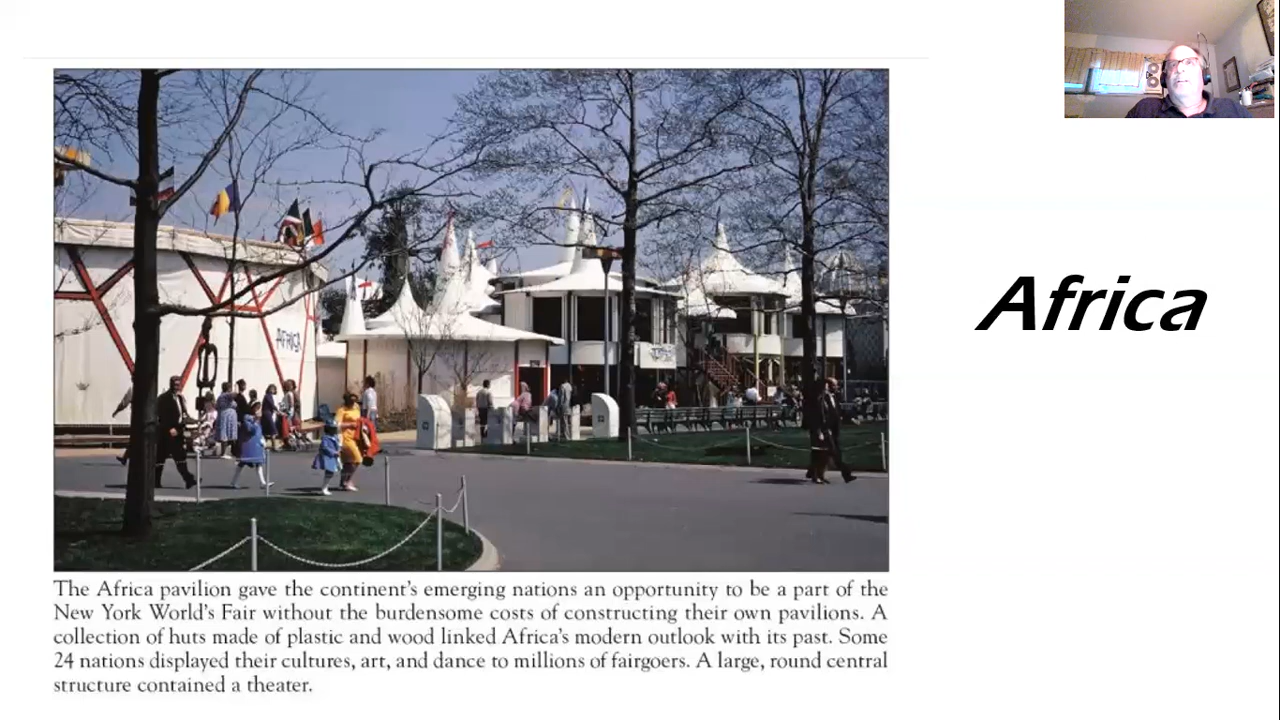 Africa
AFRICA
The Africa pavilion gave the continent's emerging nations an opportunity to be a part of the
New York World's Fair without the burdensome costs of constructing their own pavilions. A
collection of huts made of plastic and wood linked Africa's modern outlook with its past. Some
24 nations displayed their cultures, art, and dance to millions of fairgoers. A large, round central
structure contained a theater.